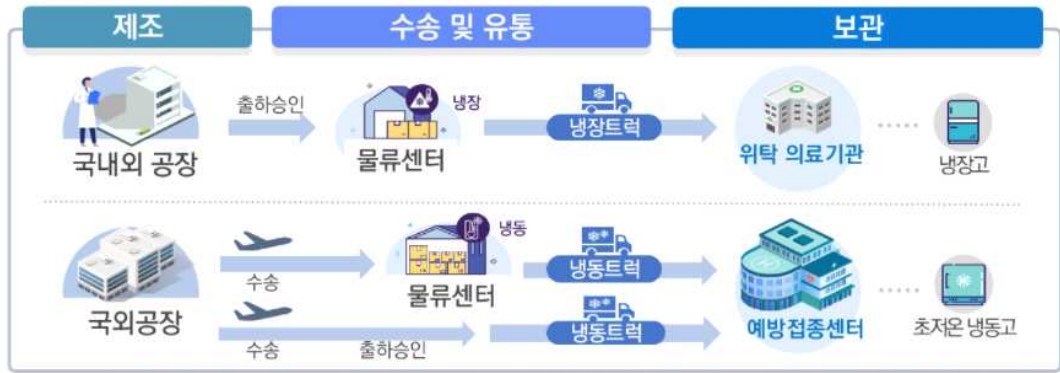 제조
수송 및 유통
보관
출하승인
냉장
냉장트럭
국내외 공장
물류센터
위탁 의료기관
냉장고
냉동
수송
냉동트럭
물류센터
국외공장
냉동트럭
예방접종센터
초저온 냉동고
수송
출하승인